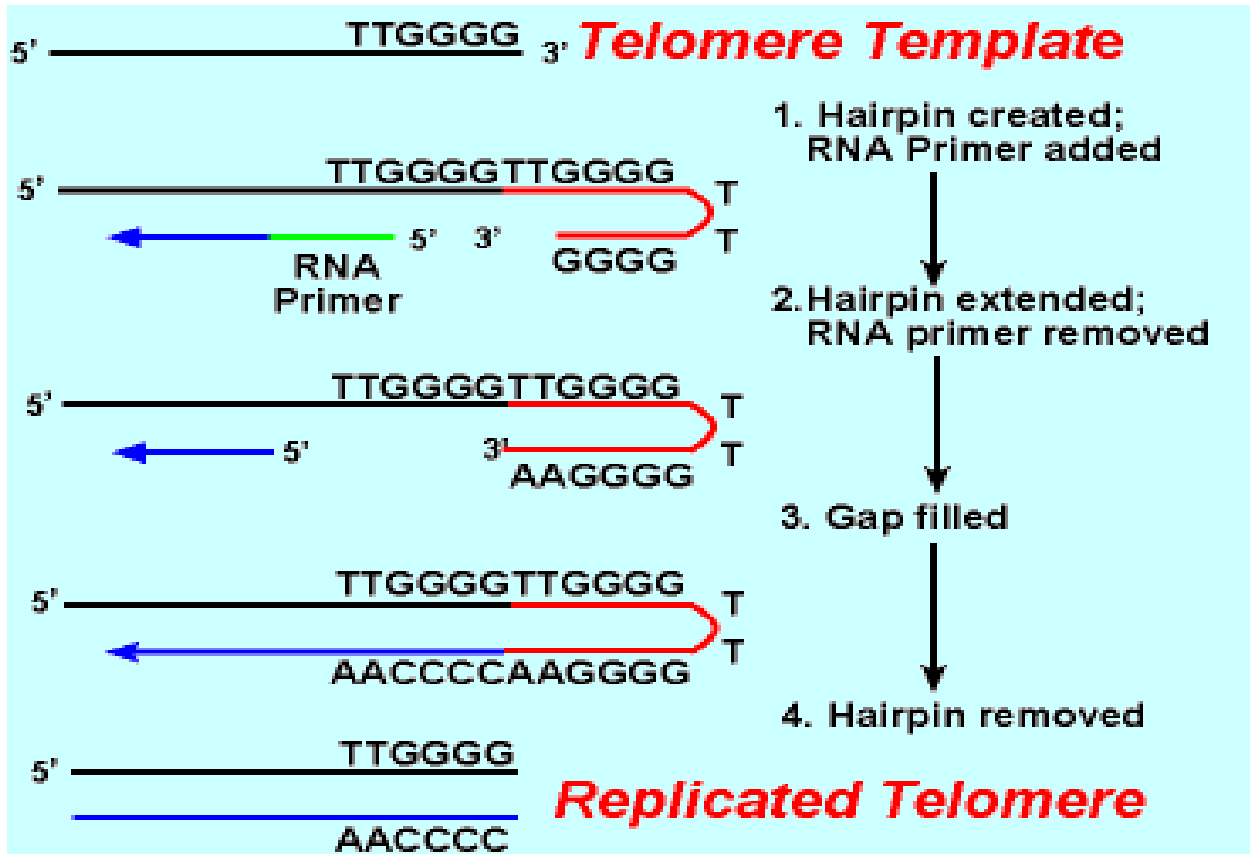 TTGGGG
5’ 3’ Telomere Template
1. Hairpin created;
RNA Primer added
TTGGGGTTGGGG
5’ T
5’ 3’ T
GGGG
RNA
Primer
2.Hairpin extended;
RNA primer removed
TTGGGGTTGGGG
5’ T
5’ 3’ T
AAGGGG
3. Gap filled
TTGGGGTTGGGG
5’ T
T
AACCCCAAGGGG
4. Hairpin removed
TTGGGG
5’
Replicated Telomere
AACCCC